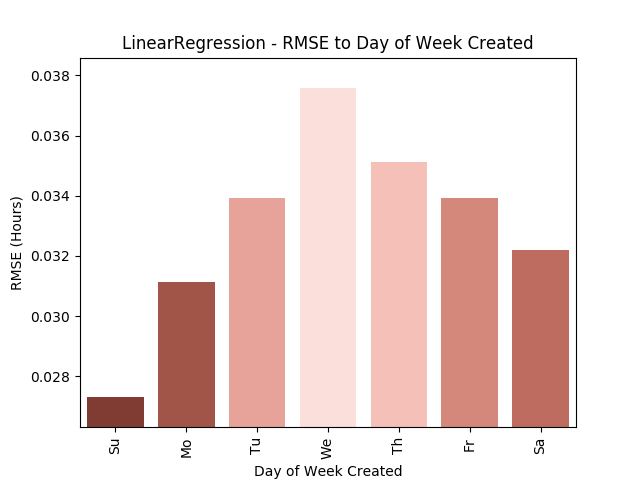 LinearRegression - RMSE to Day of Week Created
0.038
0.036
0.034
0.032
0.030
0.028
RMSE (Hours)
Su
Mo
Tu
We
Th
Fr
Sa
Day of Week Created